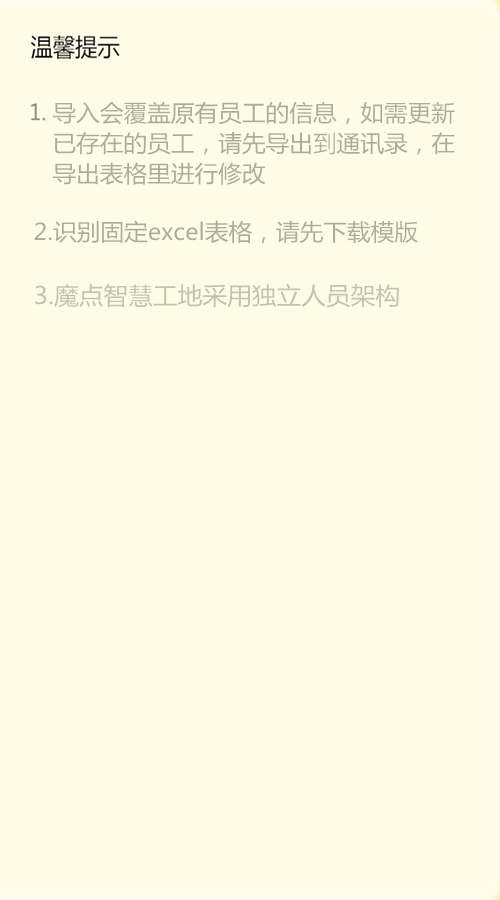 温馨提示
1. 导入会覆盖原有员工的信息，如需更新
已存在的员工，请先导出到通讯录，在
导出表格里进行修改
2.识别固定excel表格，请先下载模版
3.魔点智慧工地采用独立人员架构